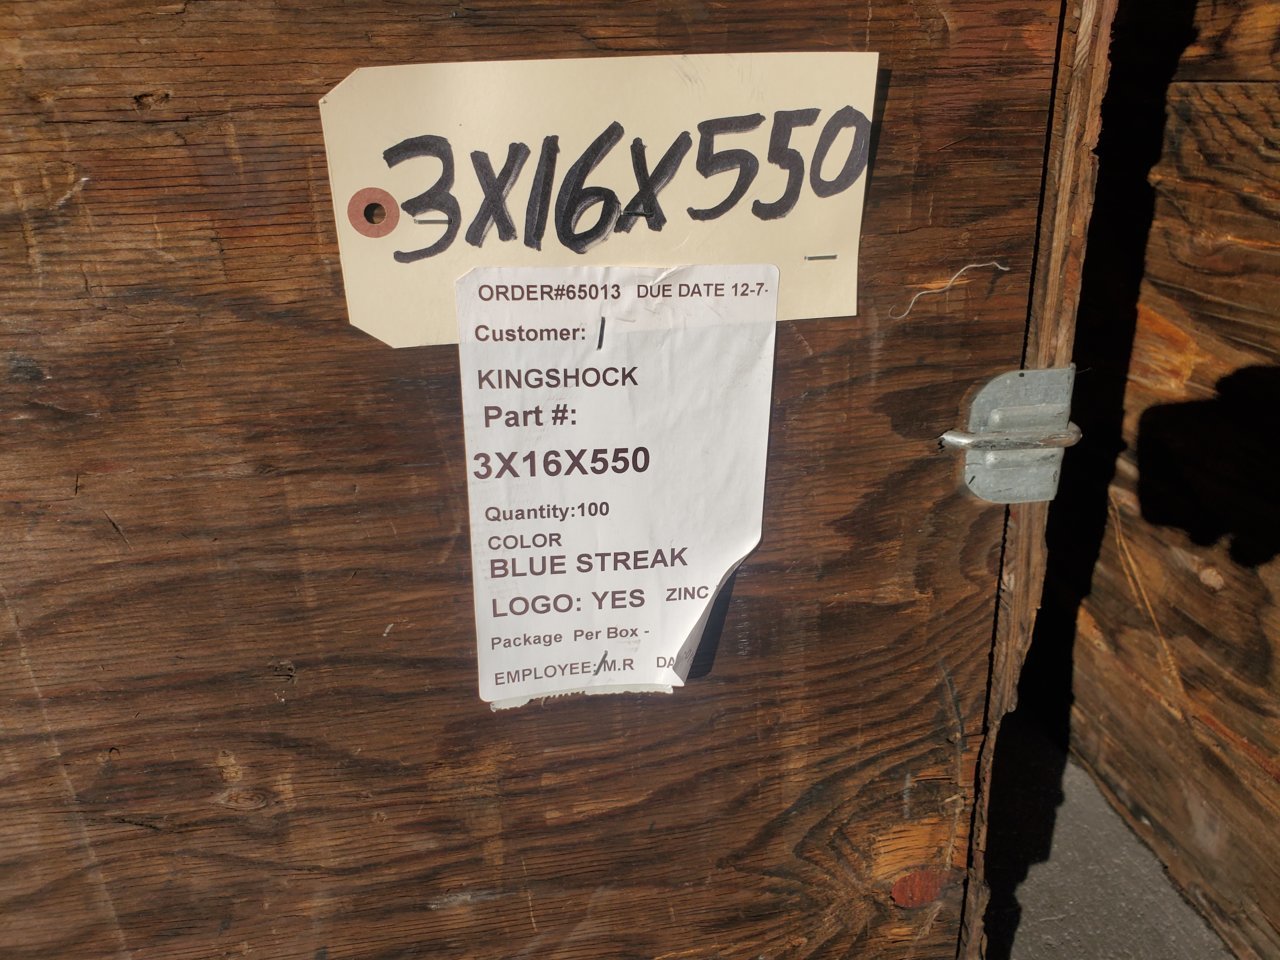 3X16X550
ORDER#65013 DUE DATE 12-7-
Customer:
KINGSHOCK
Part #:
3X16X550
Quantity:100
COLOR
BLUE STREAK
LOGO: YES ZINC
Package Per Box -
EMPLOYEE: M.R